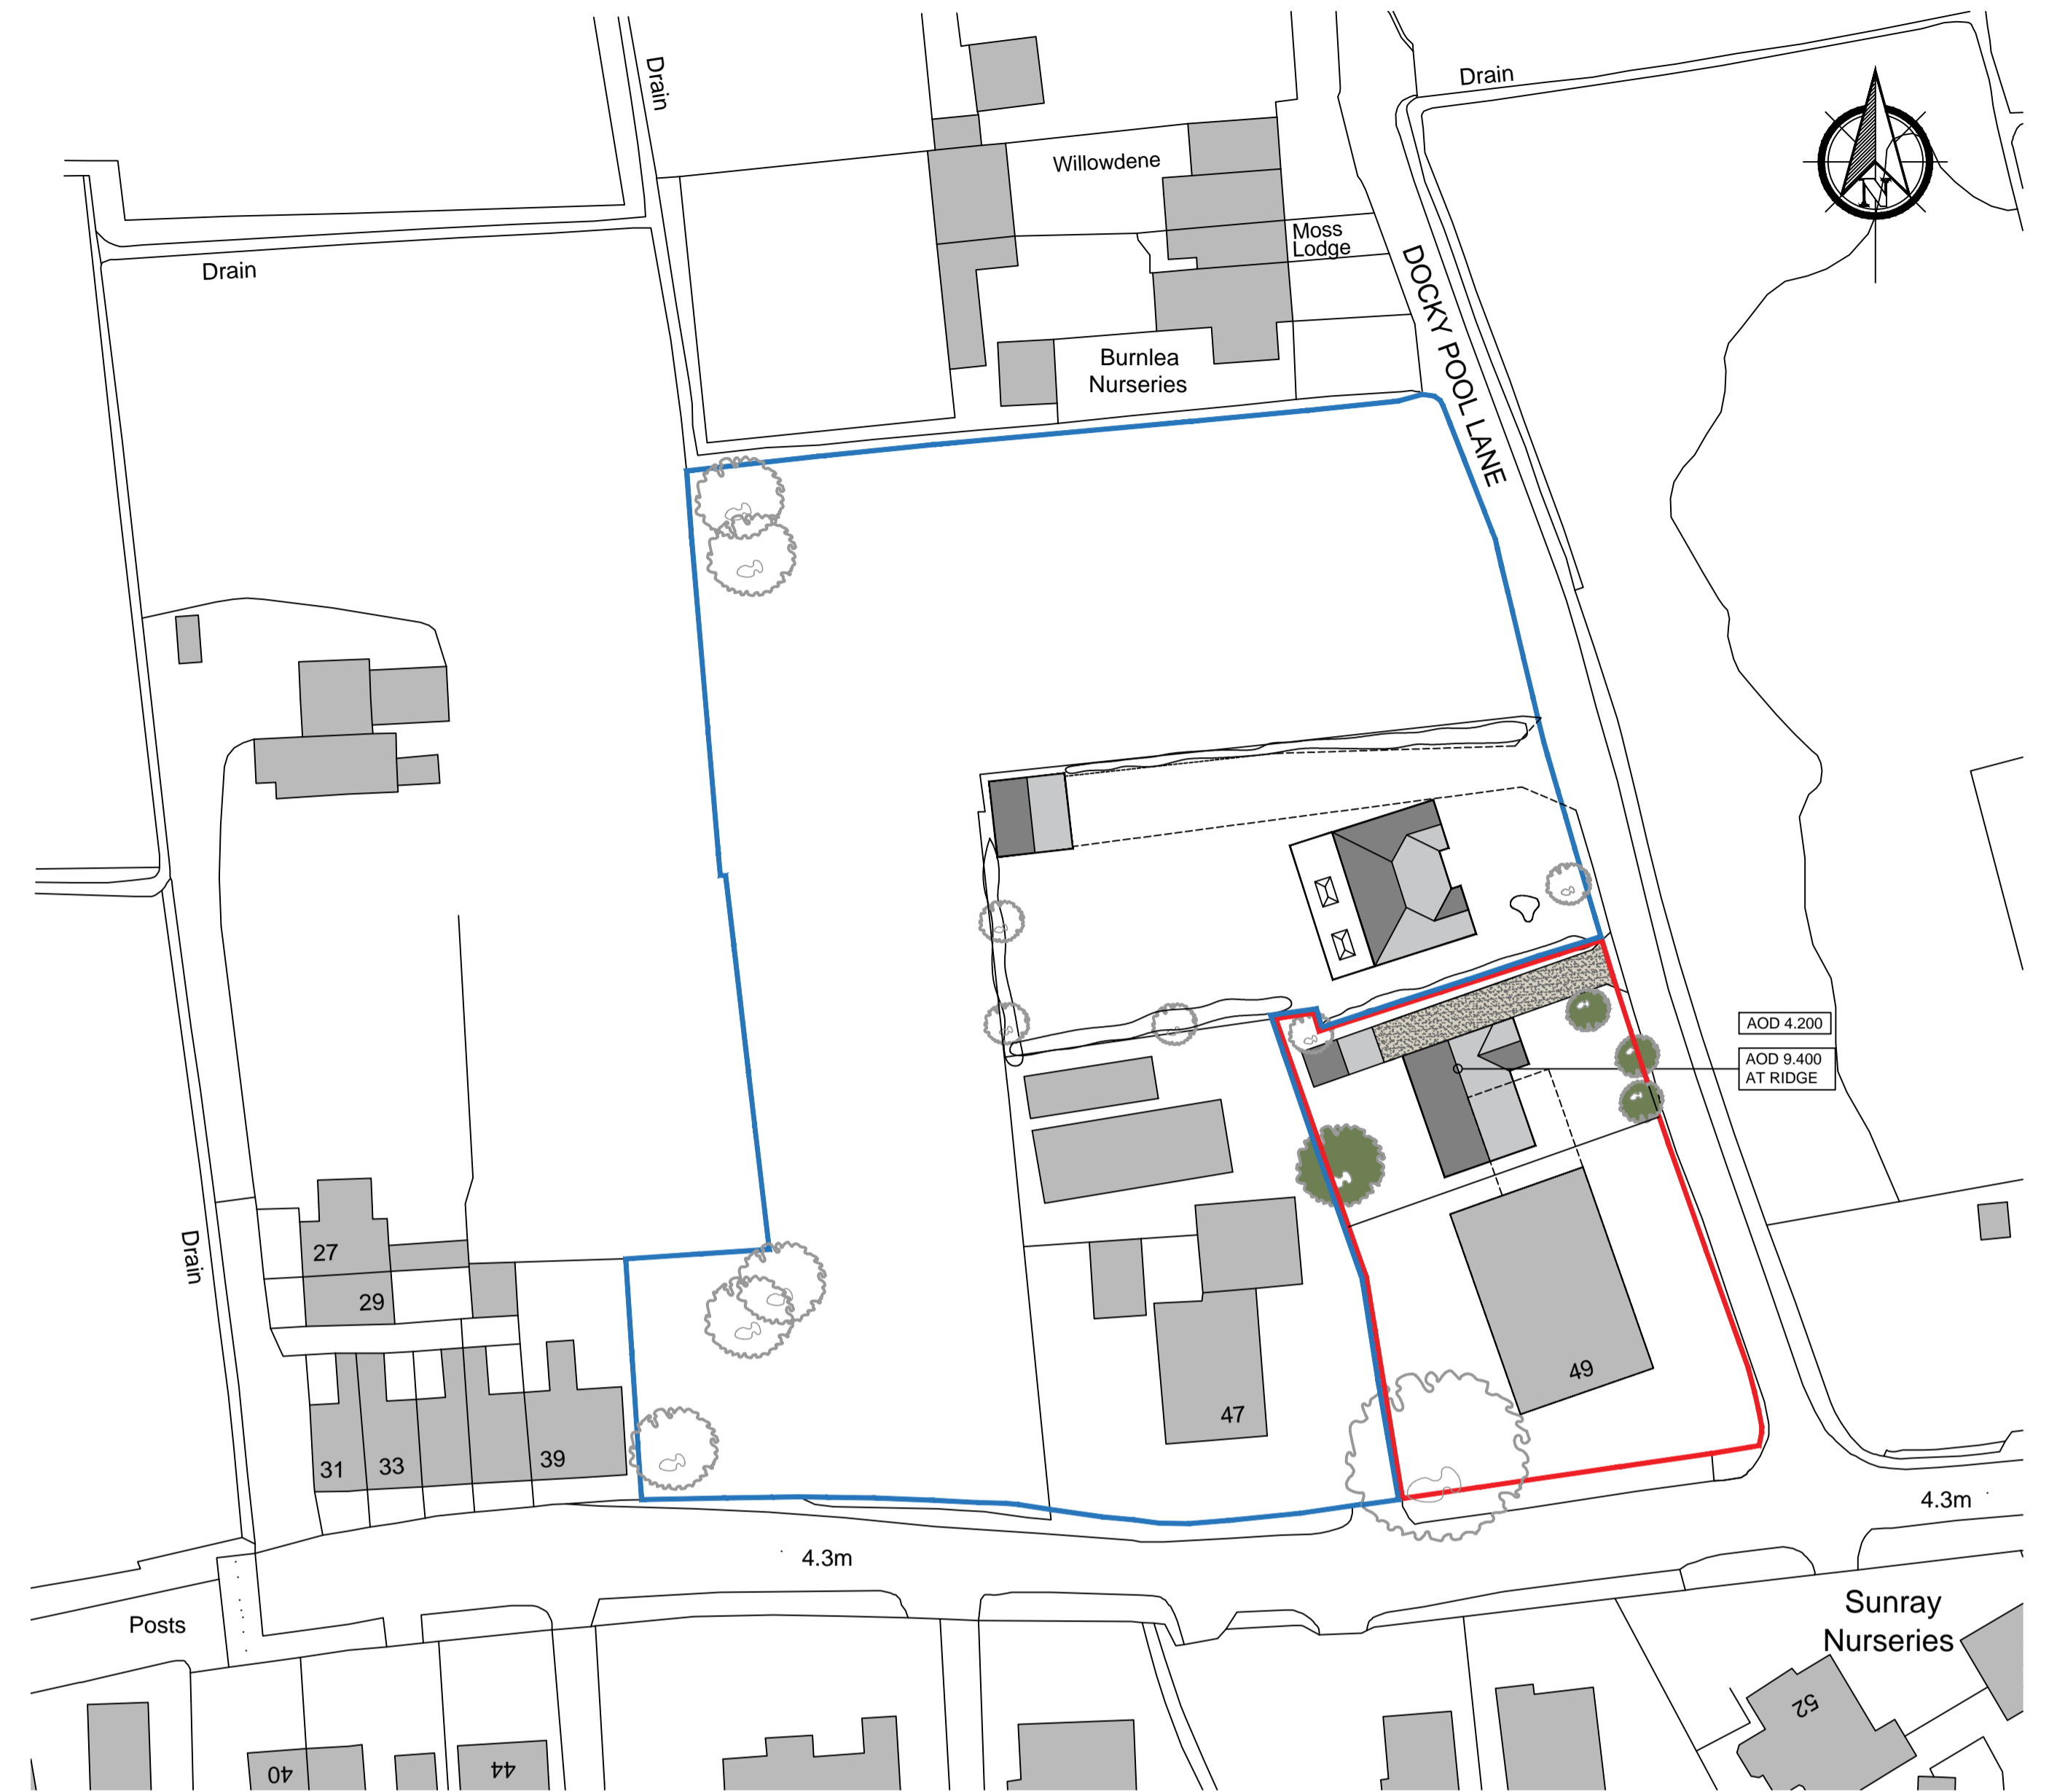 Drain
Drain
N
Willowdene
Moss
Lodge
Drain
DOCKY POOL LANE
Burnlea
Nurseries
AOD 4.200
AOD 9.400
AT RIDGE
Drain
27
29
31
33
39
47
49
4.3m
4.3m
Posts
Sunray
Nurseries
40
44
52